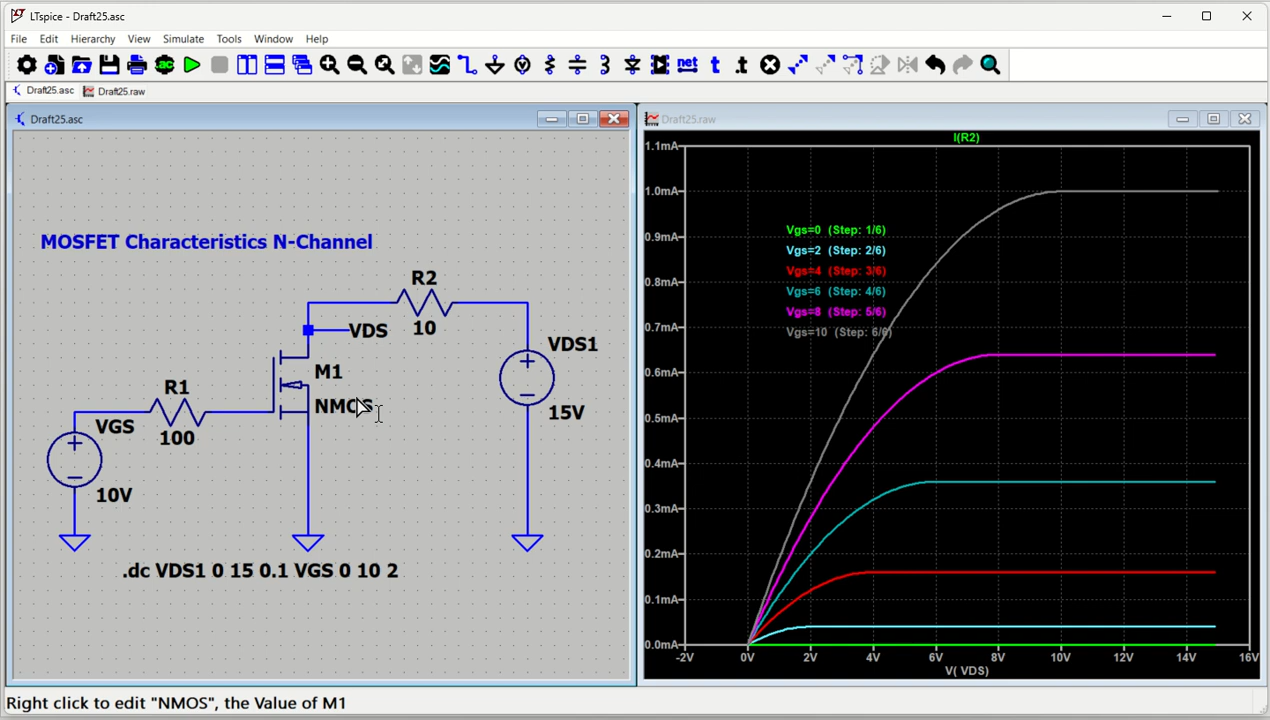 LTspice - Draft25.asc
File Edit Hierarchy View Simulate Tools Window Help
net t .t
Draft25.asc Draft25.raw
Draft25.asc
MOSFET Characteristics N-Channel
R2
10
VDS
VDS1
15V
M1
NMOS
R1
100
VGS
10V
.dc VDS1 0 15 0.1 VGS 0 10 2
Draft25.raw
I(R2)
1.1mA
1.0mA
0.9mA
0.8mA
0.7mA
0.6mA
0.5mA
0.4mA
0.3mA
0.2mA
0.1mA
0.0mA
Vgs=0 (Step: 1/6)
Vgs=2 (Step: 2/6)
Vgs=4 (Step: 3/6)
Vgs=6 (Step: 4/6)
Vgs=8 (Step: 5/6)
Vgs=10 (Step: 6/6)
-2V 0V 2V 4V 6V 8V 10V 12V 14V 16V
V( VDS)
Right click to edit "NMOS", the Value of M1